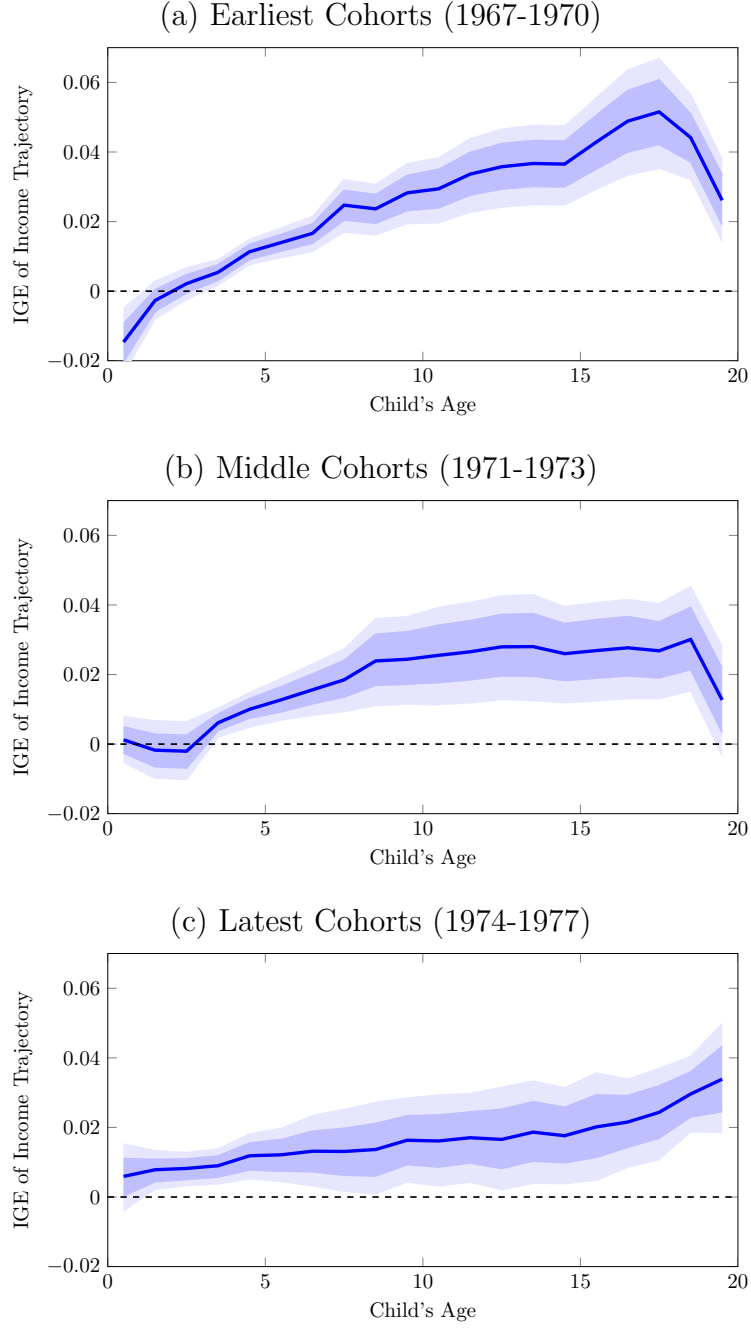 (a) Earliest Cohorts (1967-1970)
IGE of Income Trajectory
0.06
0.04
0.02
0
−0.02
0 5 10 15 20
Child's Age
(b) Middle Cohorts (1971-1973)
IGE of Income Trajectory
0.06
0.04
0.02
0
−0.02
0 5 10 15 20
Child's Age
(c) Latest Cohorts (1974-1977)
IGE of Income Trajectory
0.06
0.04
0.02
0
−0.02
0 5 10 15 20
Child's Age